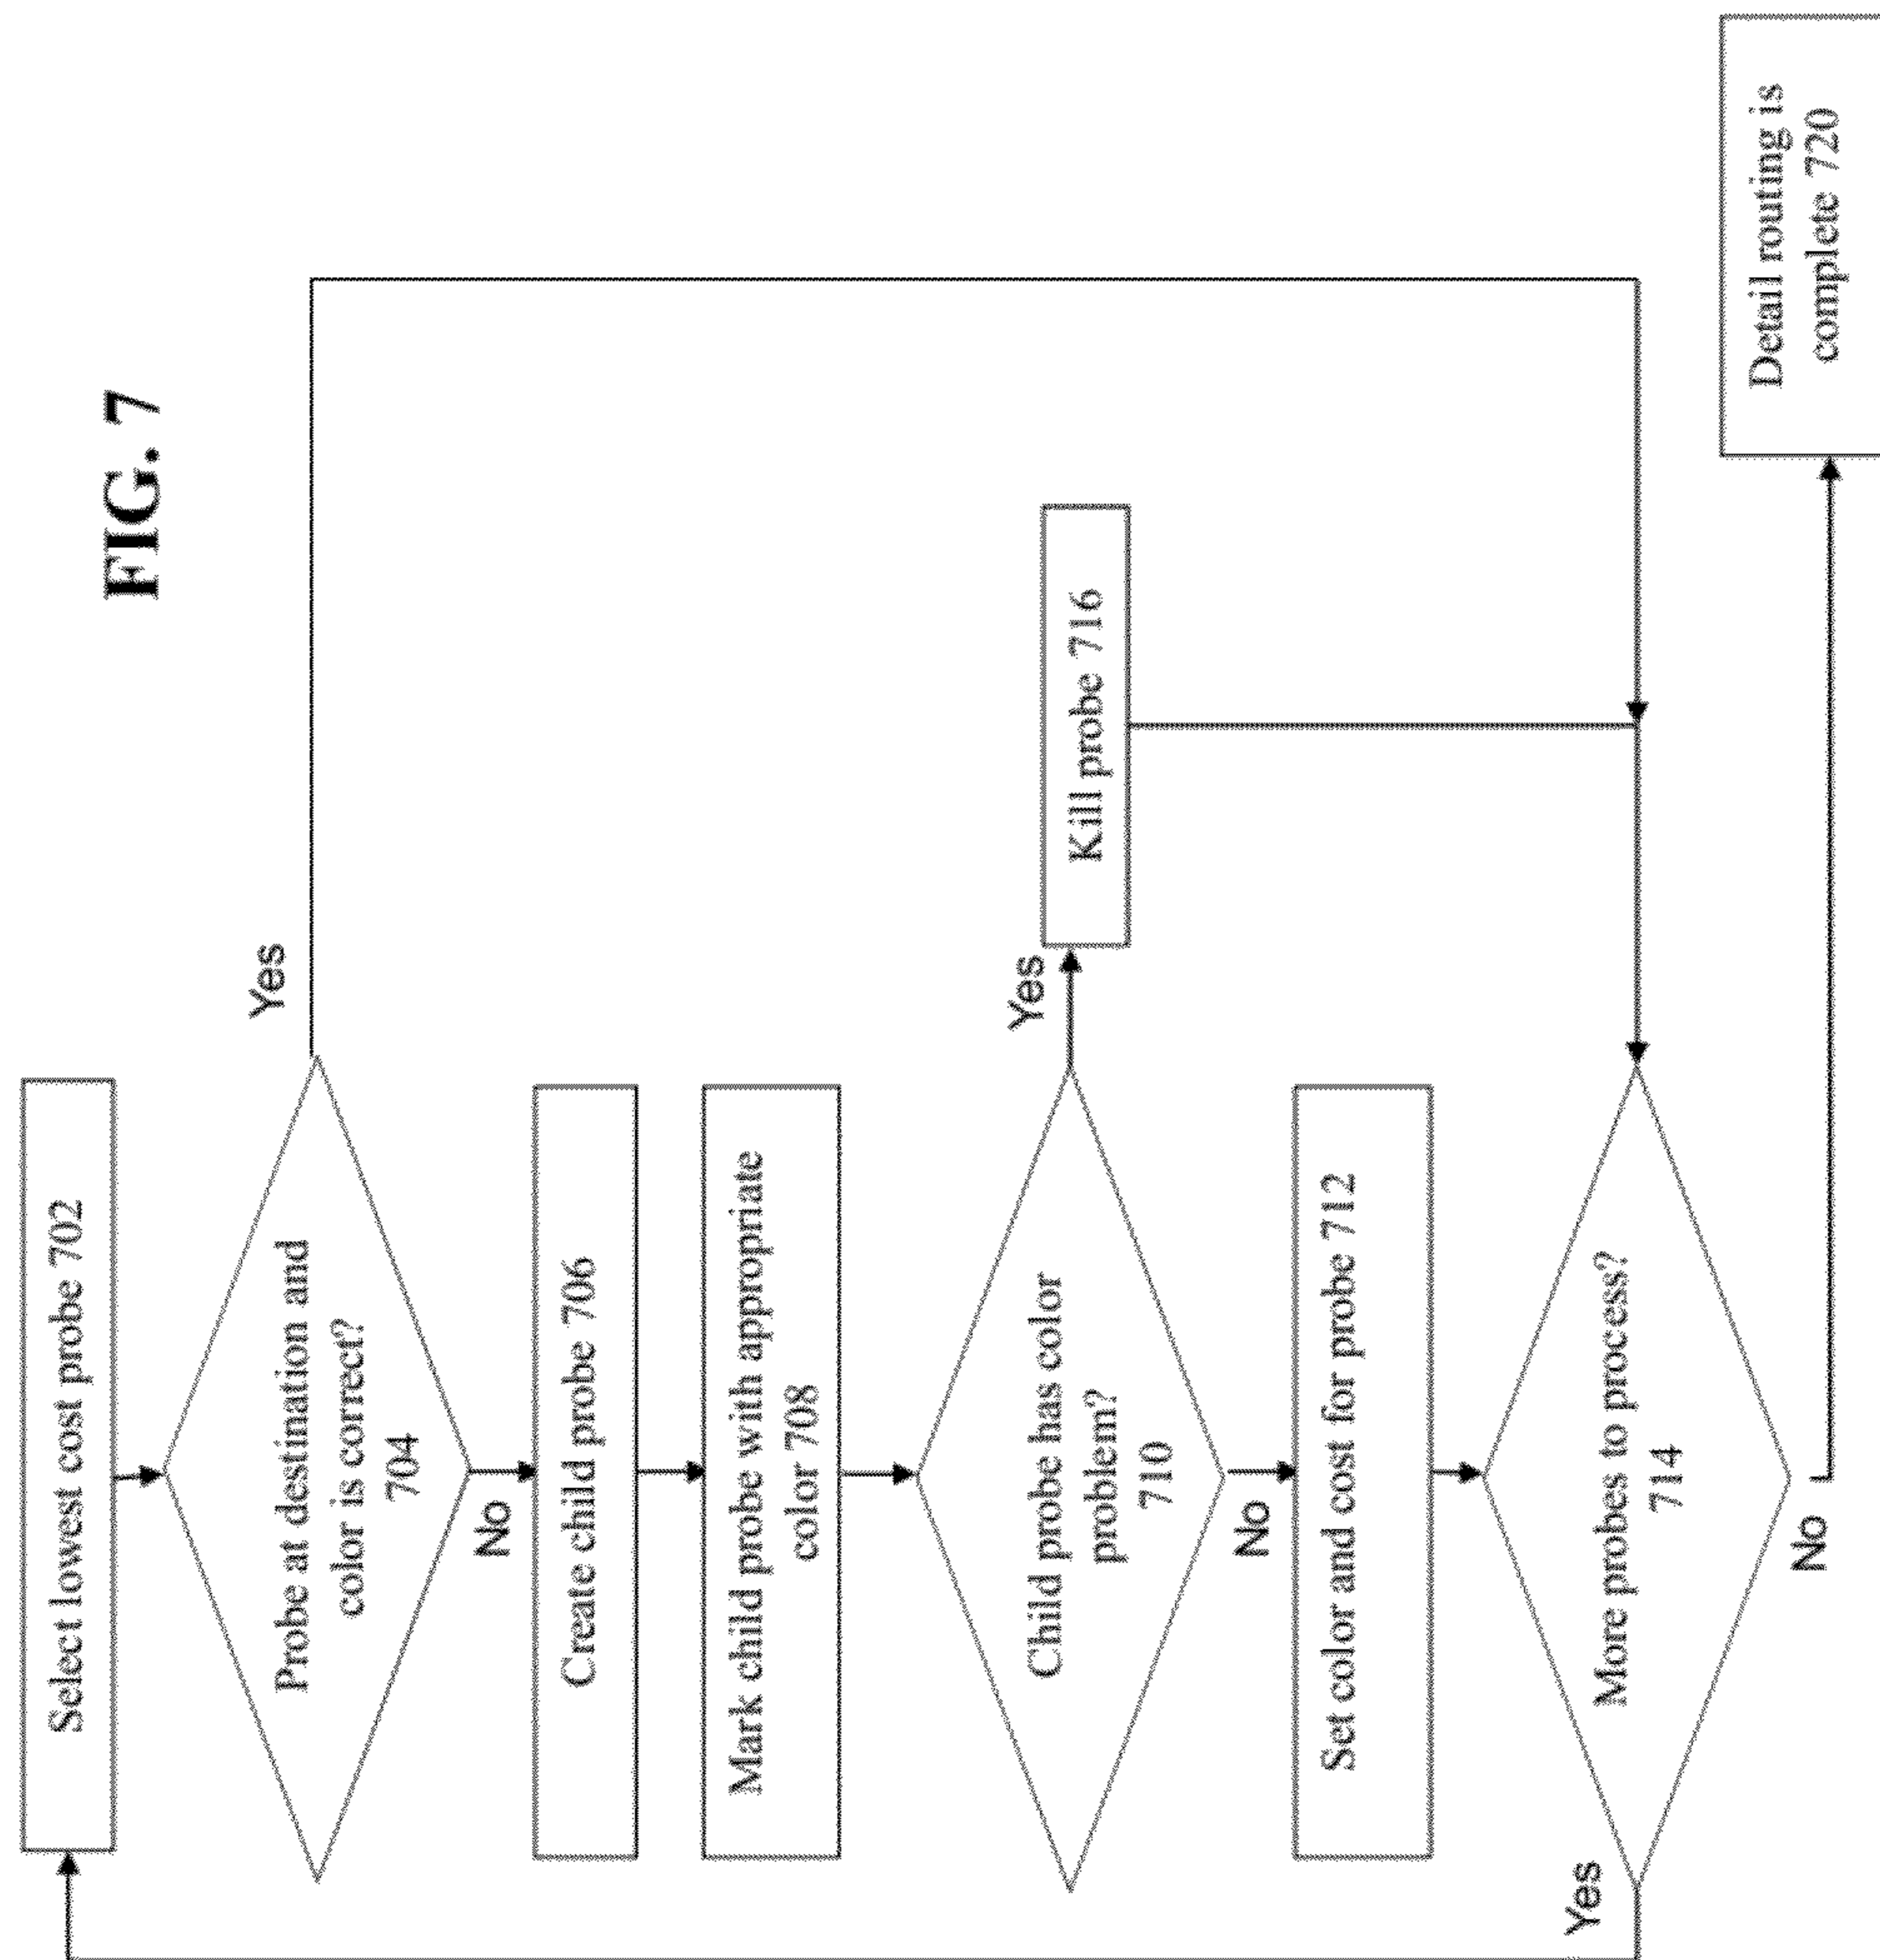 FIG. 7
Select lowest cost probe 702
Probe at destination and
color is correct?
704
Yes
No
Create child probe 706
Mark child probe with appropriate
color 708
Child probe has color
problem?
710
Yes
Kill probe 716
No
Set color and cost for probe 712
More probes to process?
714
Yes
No
Detail routing is
complete 720